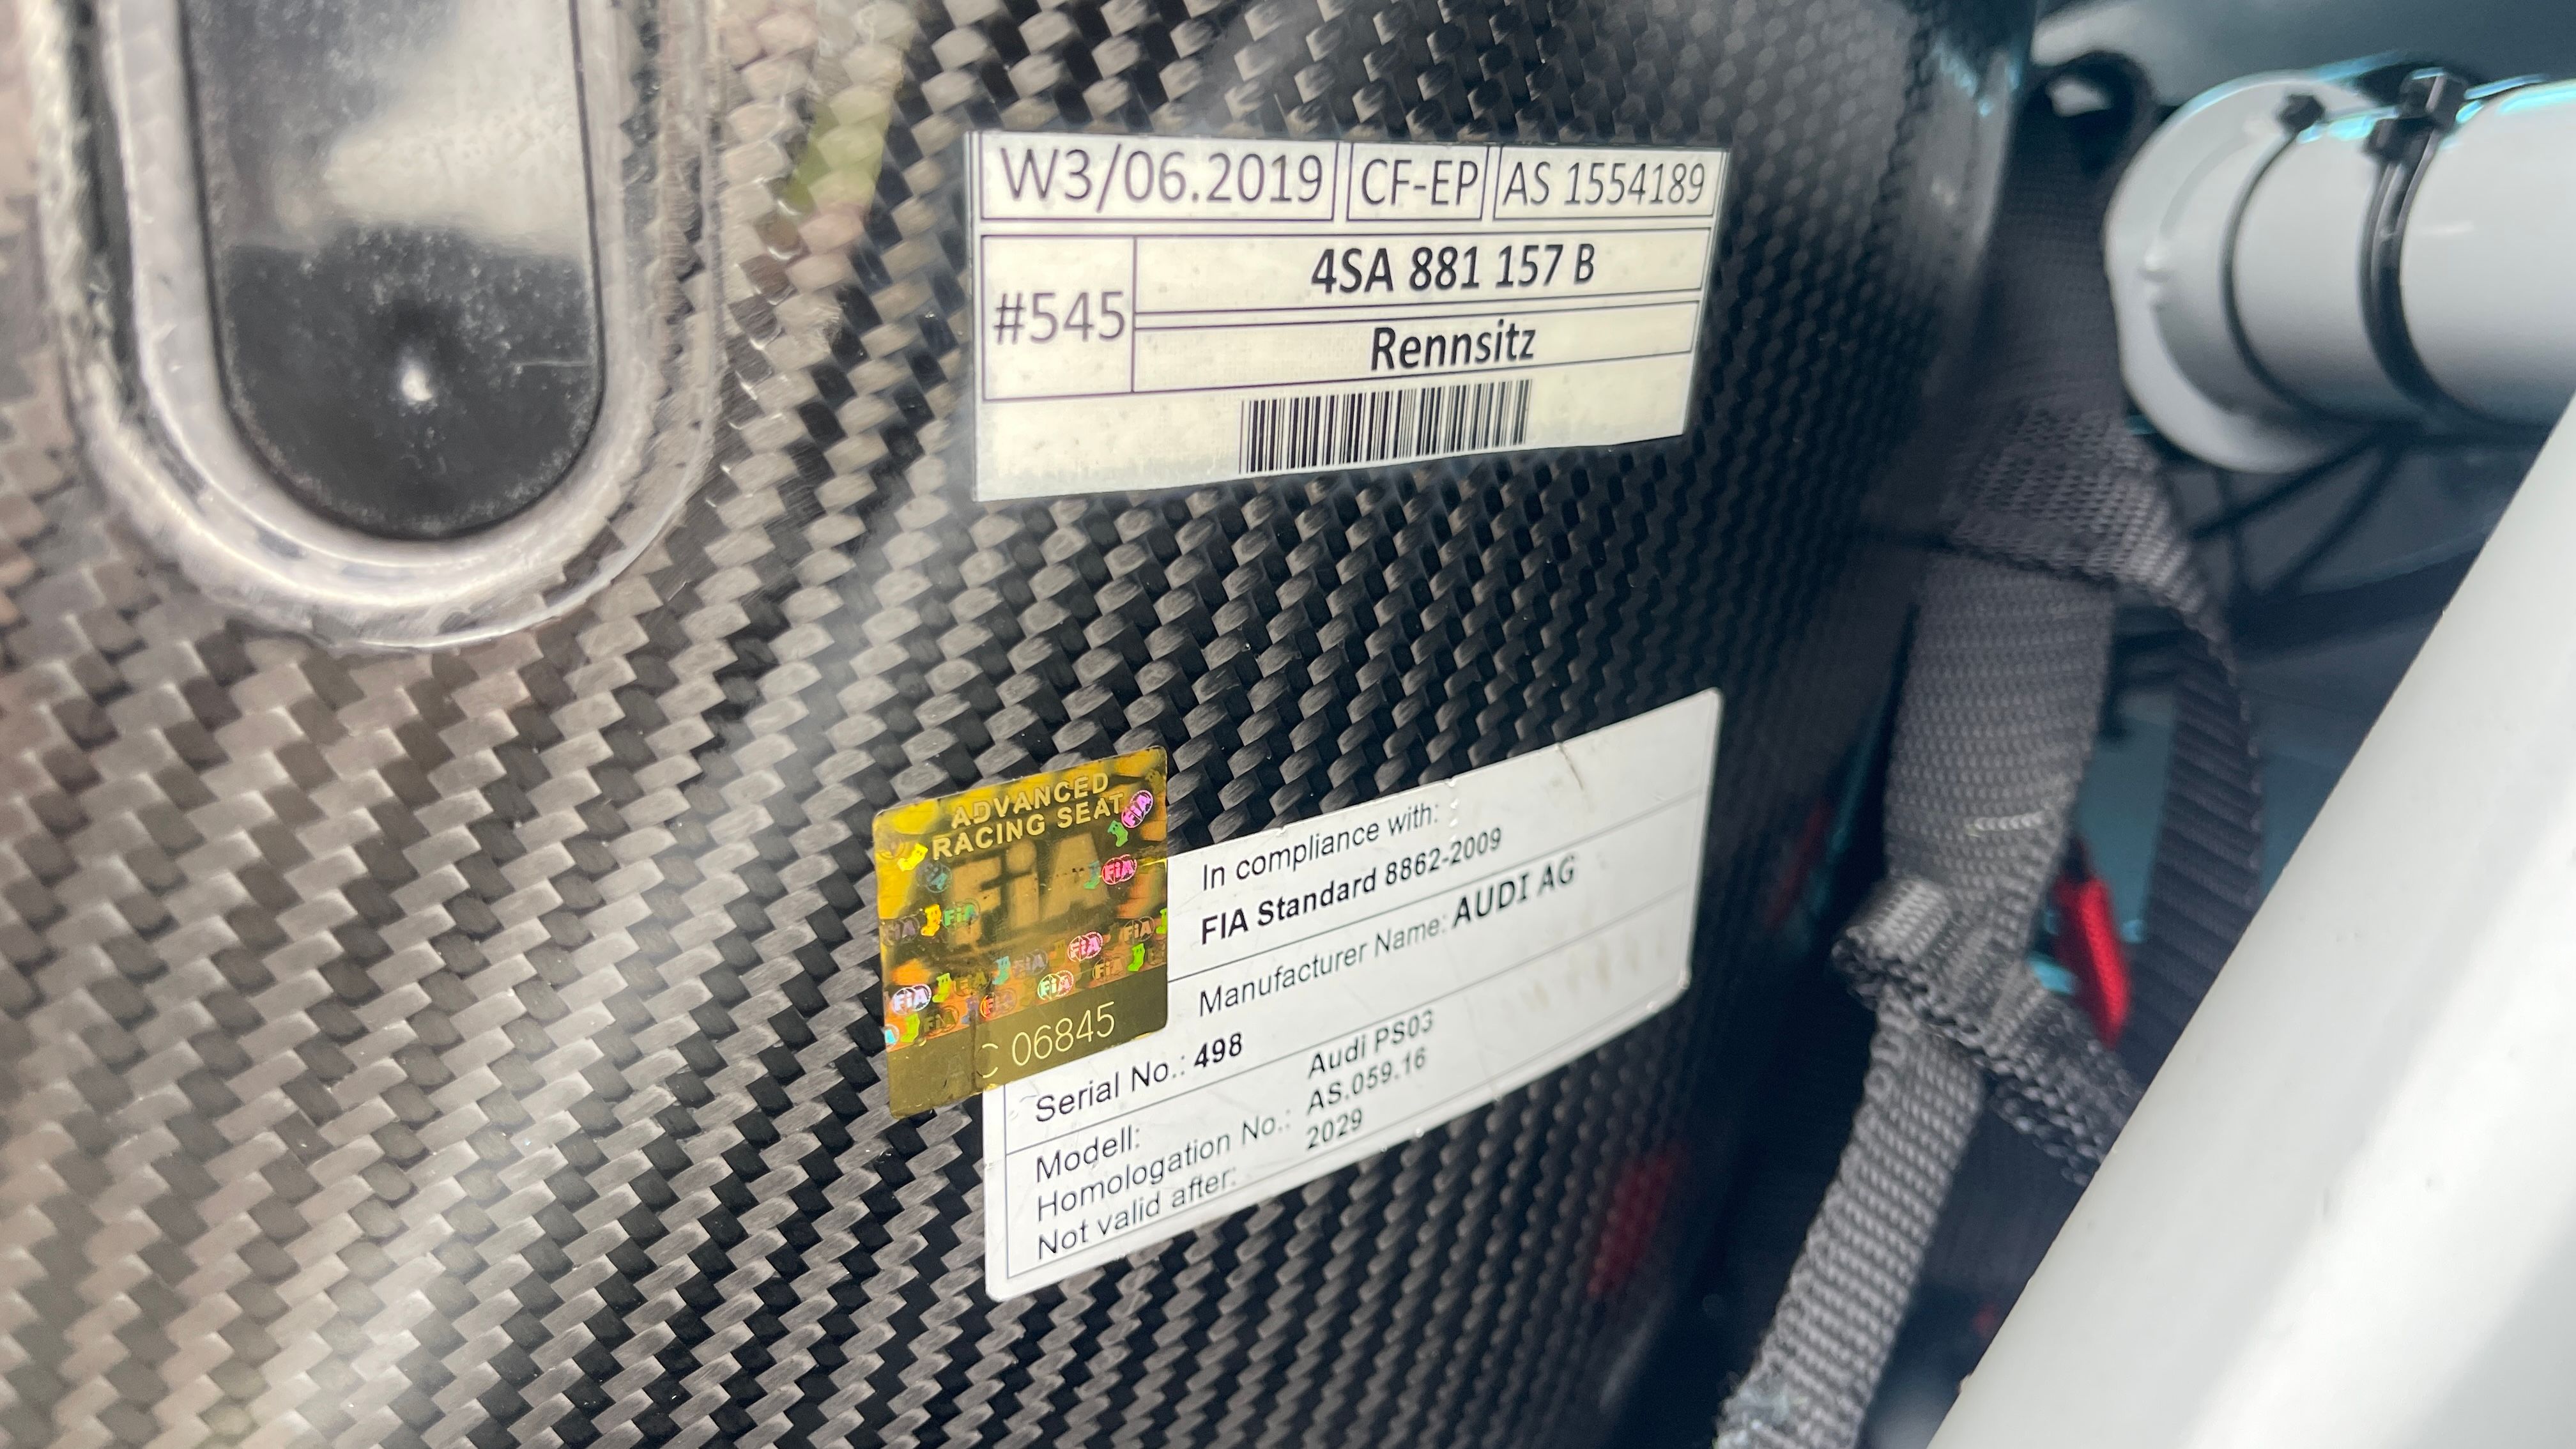 W3/06.2019 CF-EP AS 1554189
#545
4SA 881 157 B
Rennsitz
ADVANCED
RACING SEAT
FIA
C 06845
In compliance with:
FIA Standard 8862-2009
Manufacturer Name: AUDI AG
Serial No.: 498
Modell: Audi PS03
Homologation No.: AS.059.16
Not valid after: 2029